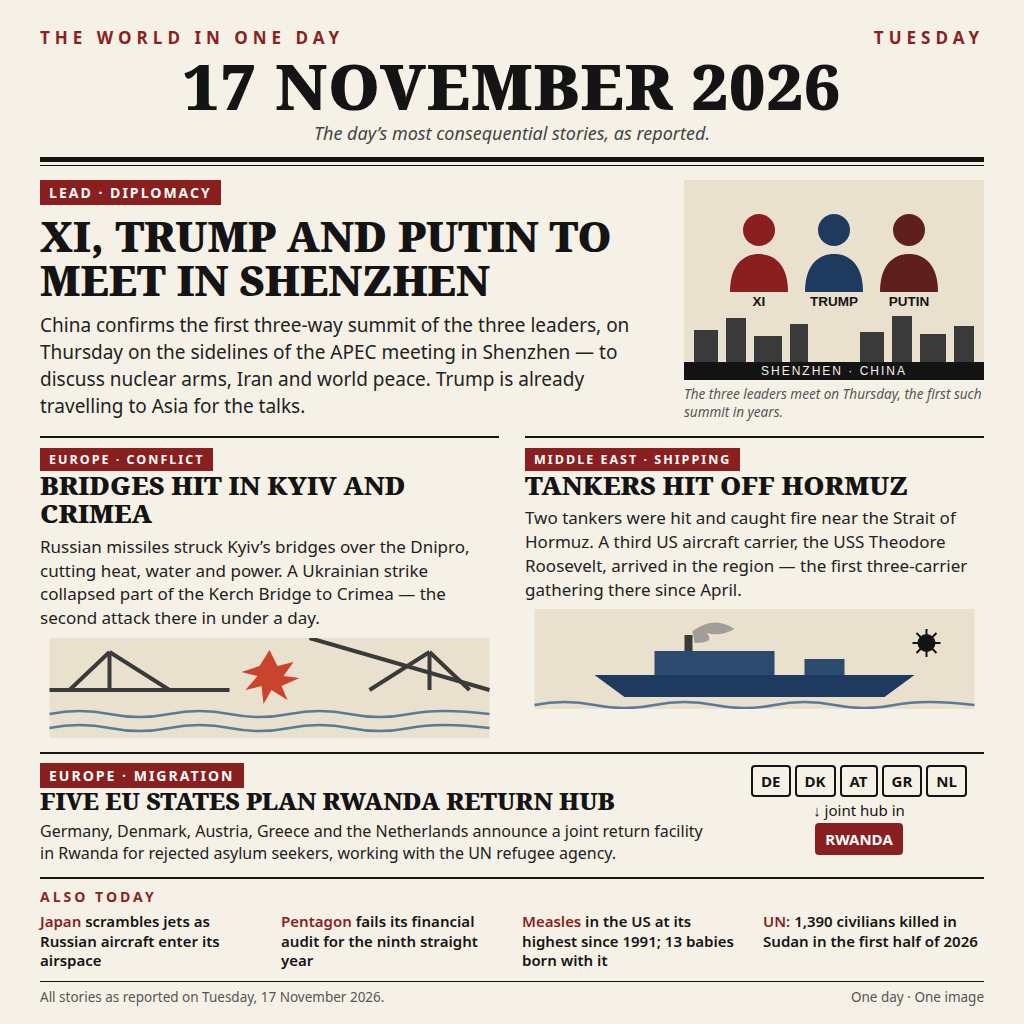 THE WORLD IN ONE DAY
TUESDAY
17 NOVEMBER 2026
The day’s most consequential stories, as reported.
LEAD · DIPLOMACY
XI, TRUMP AND PUTIN TO
MEET IN SHENZHEN
China confirms the first three-way summit of the three leaders, on
Thursday on the sidelines of the APEC meeting in Shenzhen — to
discuss nuclear arms, Iran and world peace. Trump is already
travelling to Asia for the talks.
XI TRUMP PUTIN
SHENZHEN · CHINA
The three leaders meet on Thursday, the first such
summit in years.
EUROPE · CONFLICT
BRIDGES HIT IN KYIV AND
CRIMEA
Russian missiles struck Kyiv’s bridges over the Dnipro,
cutting heat, water and power. A Ukrainian strike
collapsed part of the Kerch Bridge to Crimea — the
second attack there in under a day.
MIDDLE EAST · SHIPPING
TANKERS HIT OFF HORMUZ
Two tankers were hit and caught fire near the Strait of
Hormuz. A third US aircraft carrier, the USS Theodore
Roosevelt, arrived in the region — the first three-carrier
gathering there since April.
EUROPE · MIGRATION
FIVE EU STATES PLAN RWANDA RETURN HUB
Germany, Denmark, Austria, Greece and the Netherlands announce a joint return facility
in Rwanda for rejected asylum seekers, working with the UN refugee agency.
DE DK AT GR NL
↓ joint hub in
RWANDA
ALSO TODAY
Japan scrambles jets as
Russian aircraft enter its
airspace
Pentagon fails its financial
audit for the ninth straight
year
Measles in the US at its
highest since 1991; 13 babies
born with it
UN: 1,390 civilians killed in
Sudan in the first half of 2026
All stories as reported on Tuesday, 17 November 2026.
One day · One image